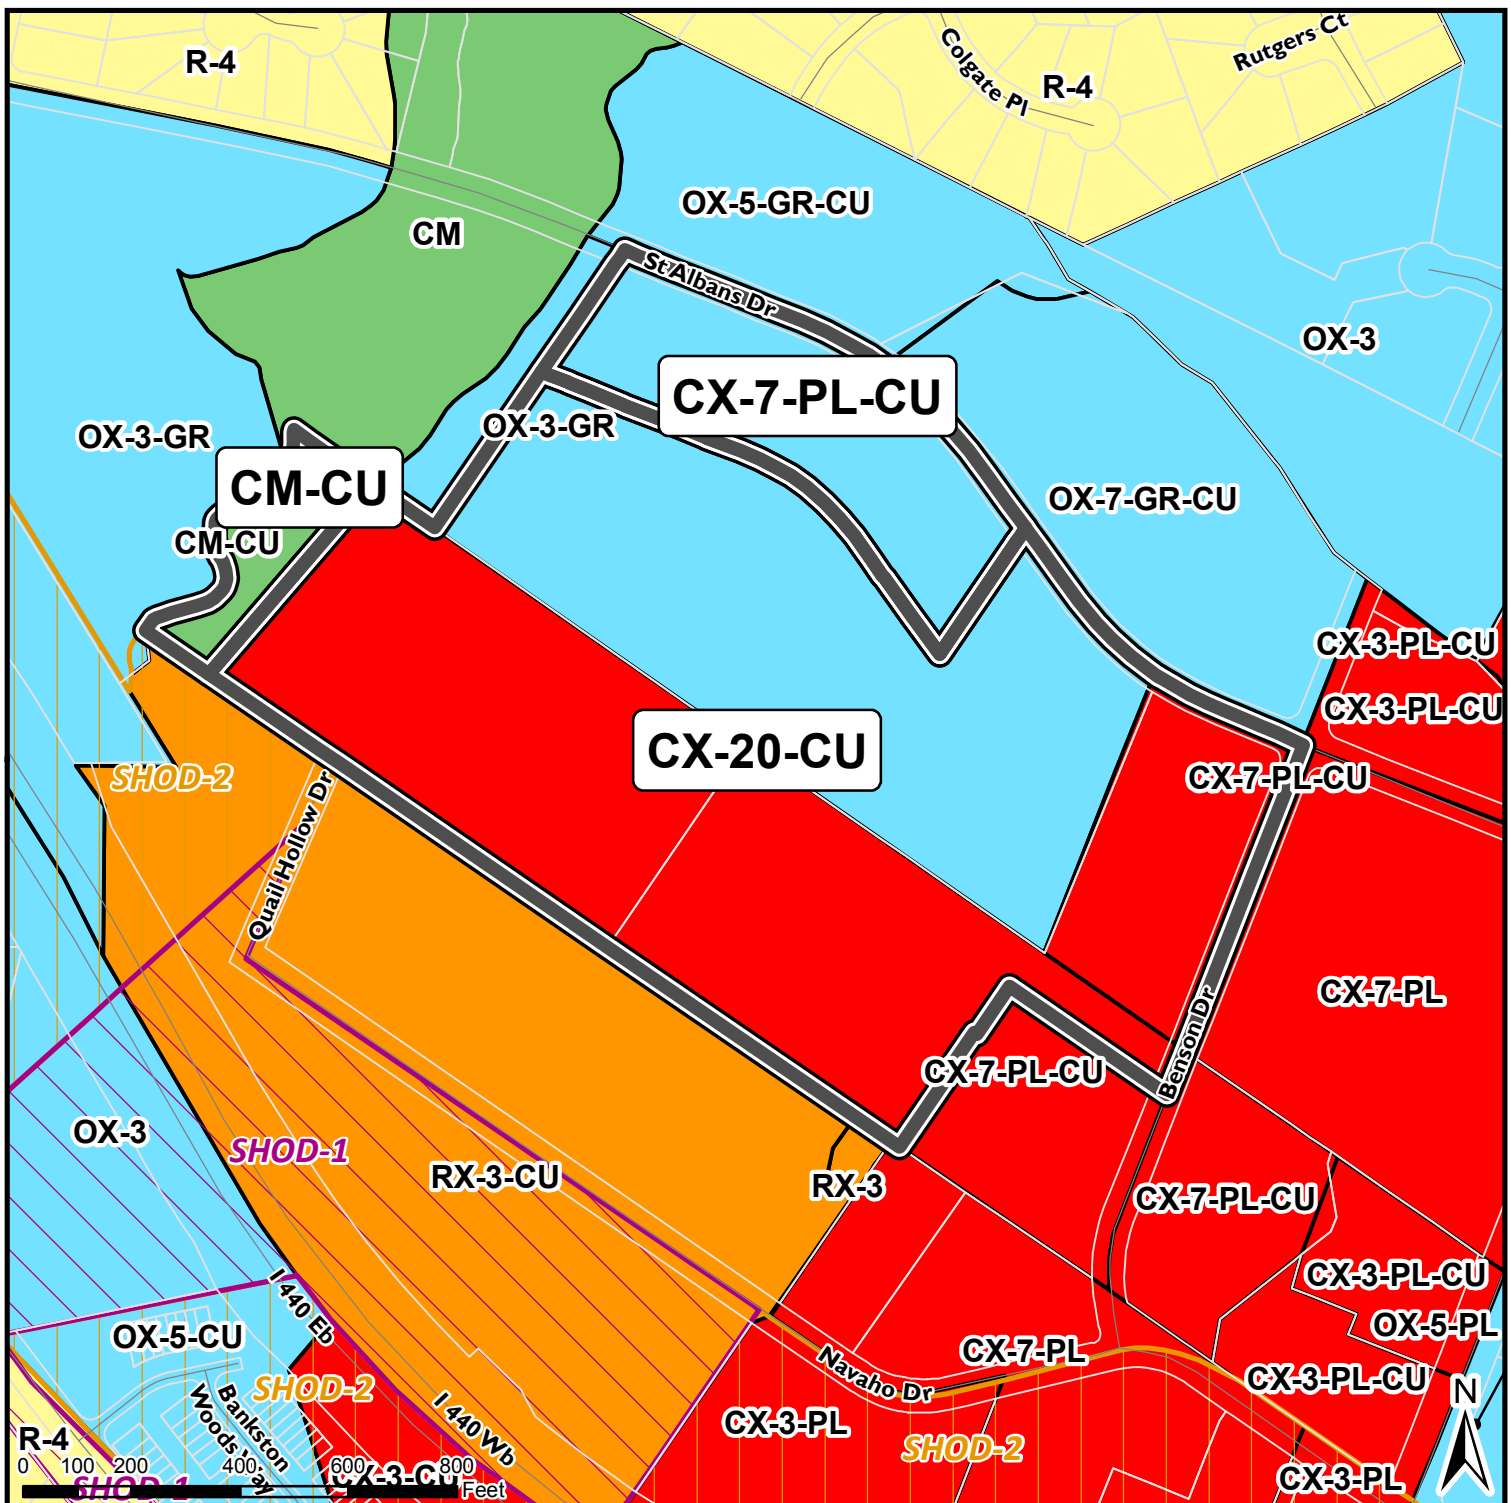 R-4
Colgate Pl
Rutgers Ct
R-4
OX-5-GR-CU
CM
St Albans Dr
OX-3
CX-7-PL-CU
OX-3-GR
OX-3-GR
CM-CU
OX-7-GR-CU
CM-CU
CX-3-PL-CU
CX-3-PL-CU
CX-20-CU
SHOD-2
CX-7-PL-CU
Quail Hollow Dr
CX-7-PL
Benson Dr
CX-7-PL-CU
OX-3
SHOD-1
RX-3-CU
RX-3
CX-7-PL-CU
CX-3-PL-CU
I 440 Eb
OX-5-CU
OX-5-PL
CX-7-PL
Navaho Dr
CX-3-PL-CU
SHOD-2
Bankston
Woods Way
I 440 Wb
CX-3-PL
SHOD-2
N
R-4
CX-3-CU
CX-3-PL
0 100 200 400 600 800
Feet
SHOD-1